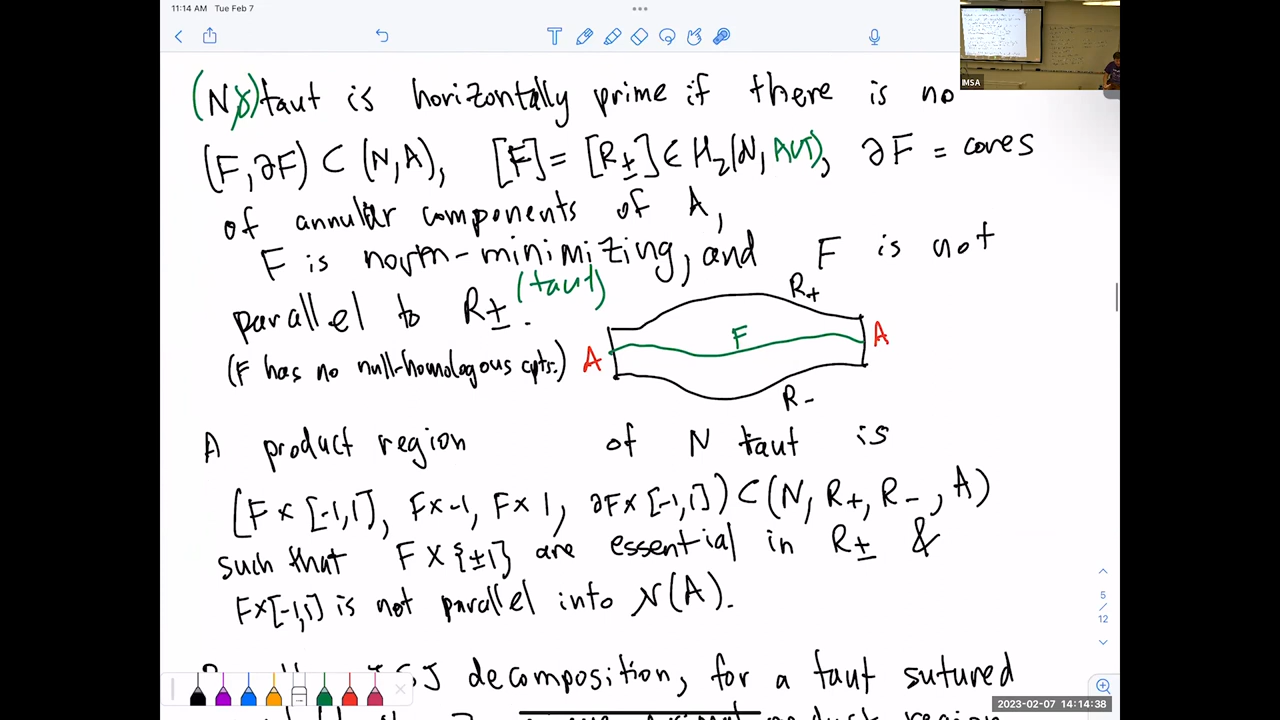 11:14 AM Tue Feb 7
IMSA
(N,γ) taut is horizontally prime if there is no
(F, ∂F) ⊂ (N, A), [F] = [R±] ∈ H₂(N, A∪T), ∂F = cores
of annular components of A,
F is norm-minimizing, and F is not
(taut)
parallel to R±.
(F has no null-homologous cpts.)
R+
A F A
R-
A product region of N taut is
(F × [-1,1], F×-1, F×1, ∂F×[-1,1]) ⊂ (N, R+, R-, A)
such that F×{±1} are essential in R± &
F×[-1,1] is not parallel into N(A).
JSJ decomposition, for a taut sutured
5
/
12
2023-02-07 14:14:38